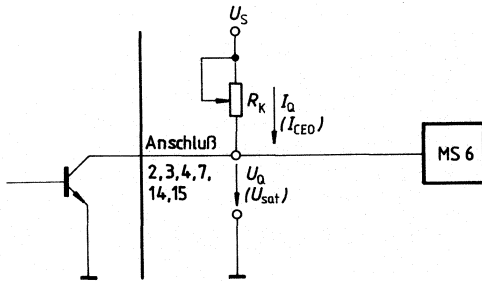 U_S
R_K
I_Q
(I_CEO)
Anschluß
2,3,4,7,
14,15
U_Q
(U_sat)
MS 6